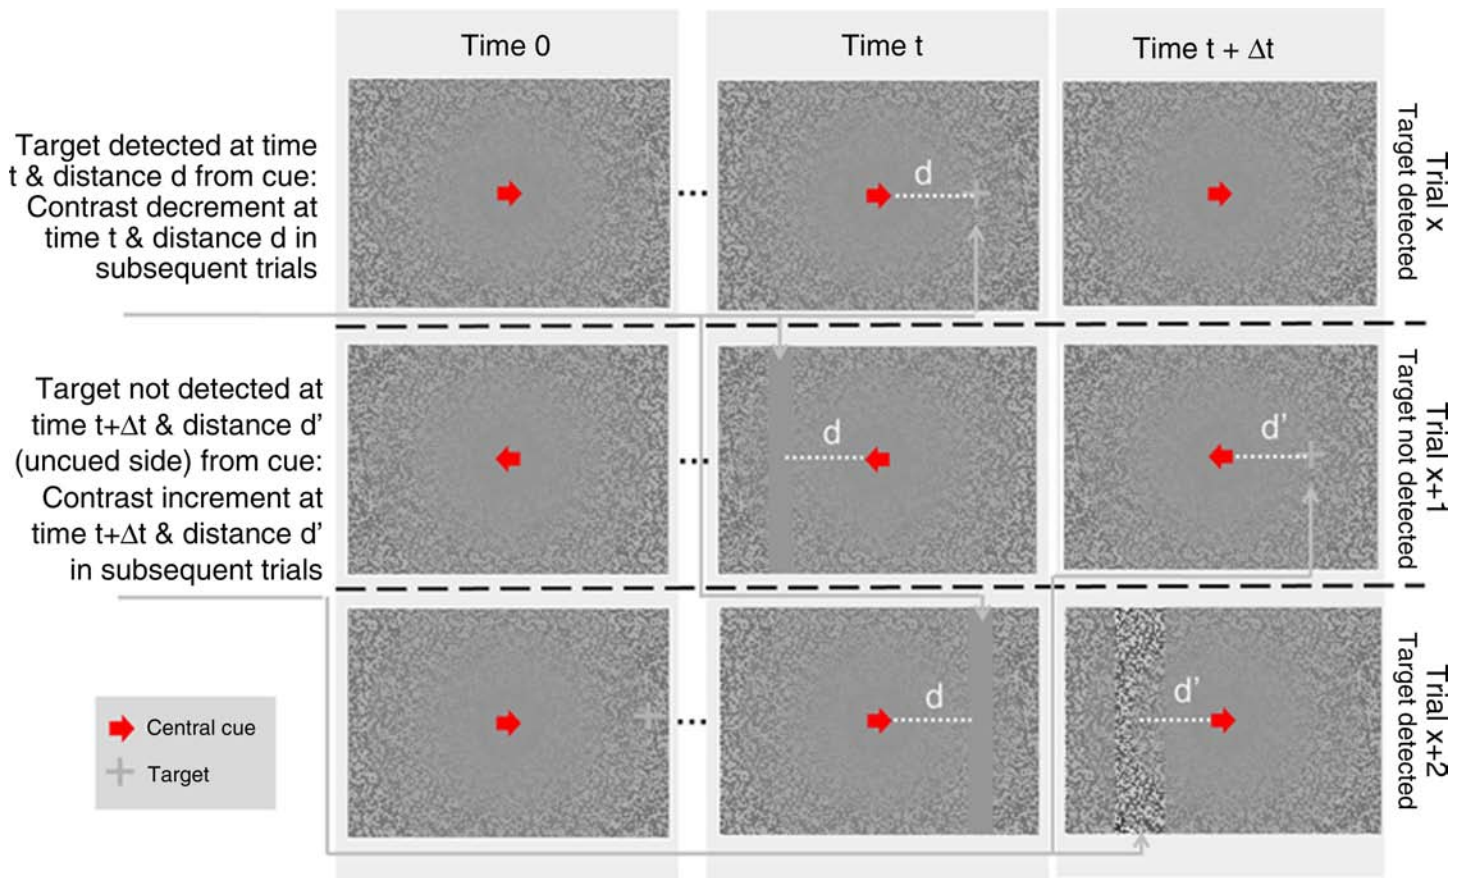 Time 0
Time t
Time t + Δt
Target detected at time
t & distance d from cue:
Contrast decrement at
time t & distance d in
subsequent trials
...
d
Trial x
Target detected
Target not detected at
time t+Δt & distance d’
(uncued side) from cue:
Contrast increment at
time t+Δt & distance d’
in subsequent trials
...
d
d’
Trial x+1
Target not detected
...
d
d’
Trial x+2
Target detected
Central cue
Target